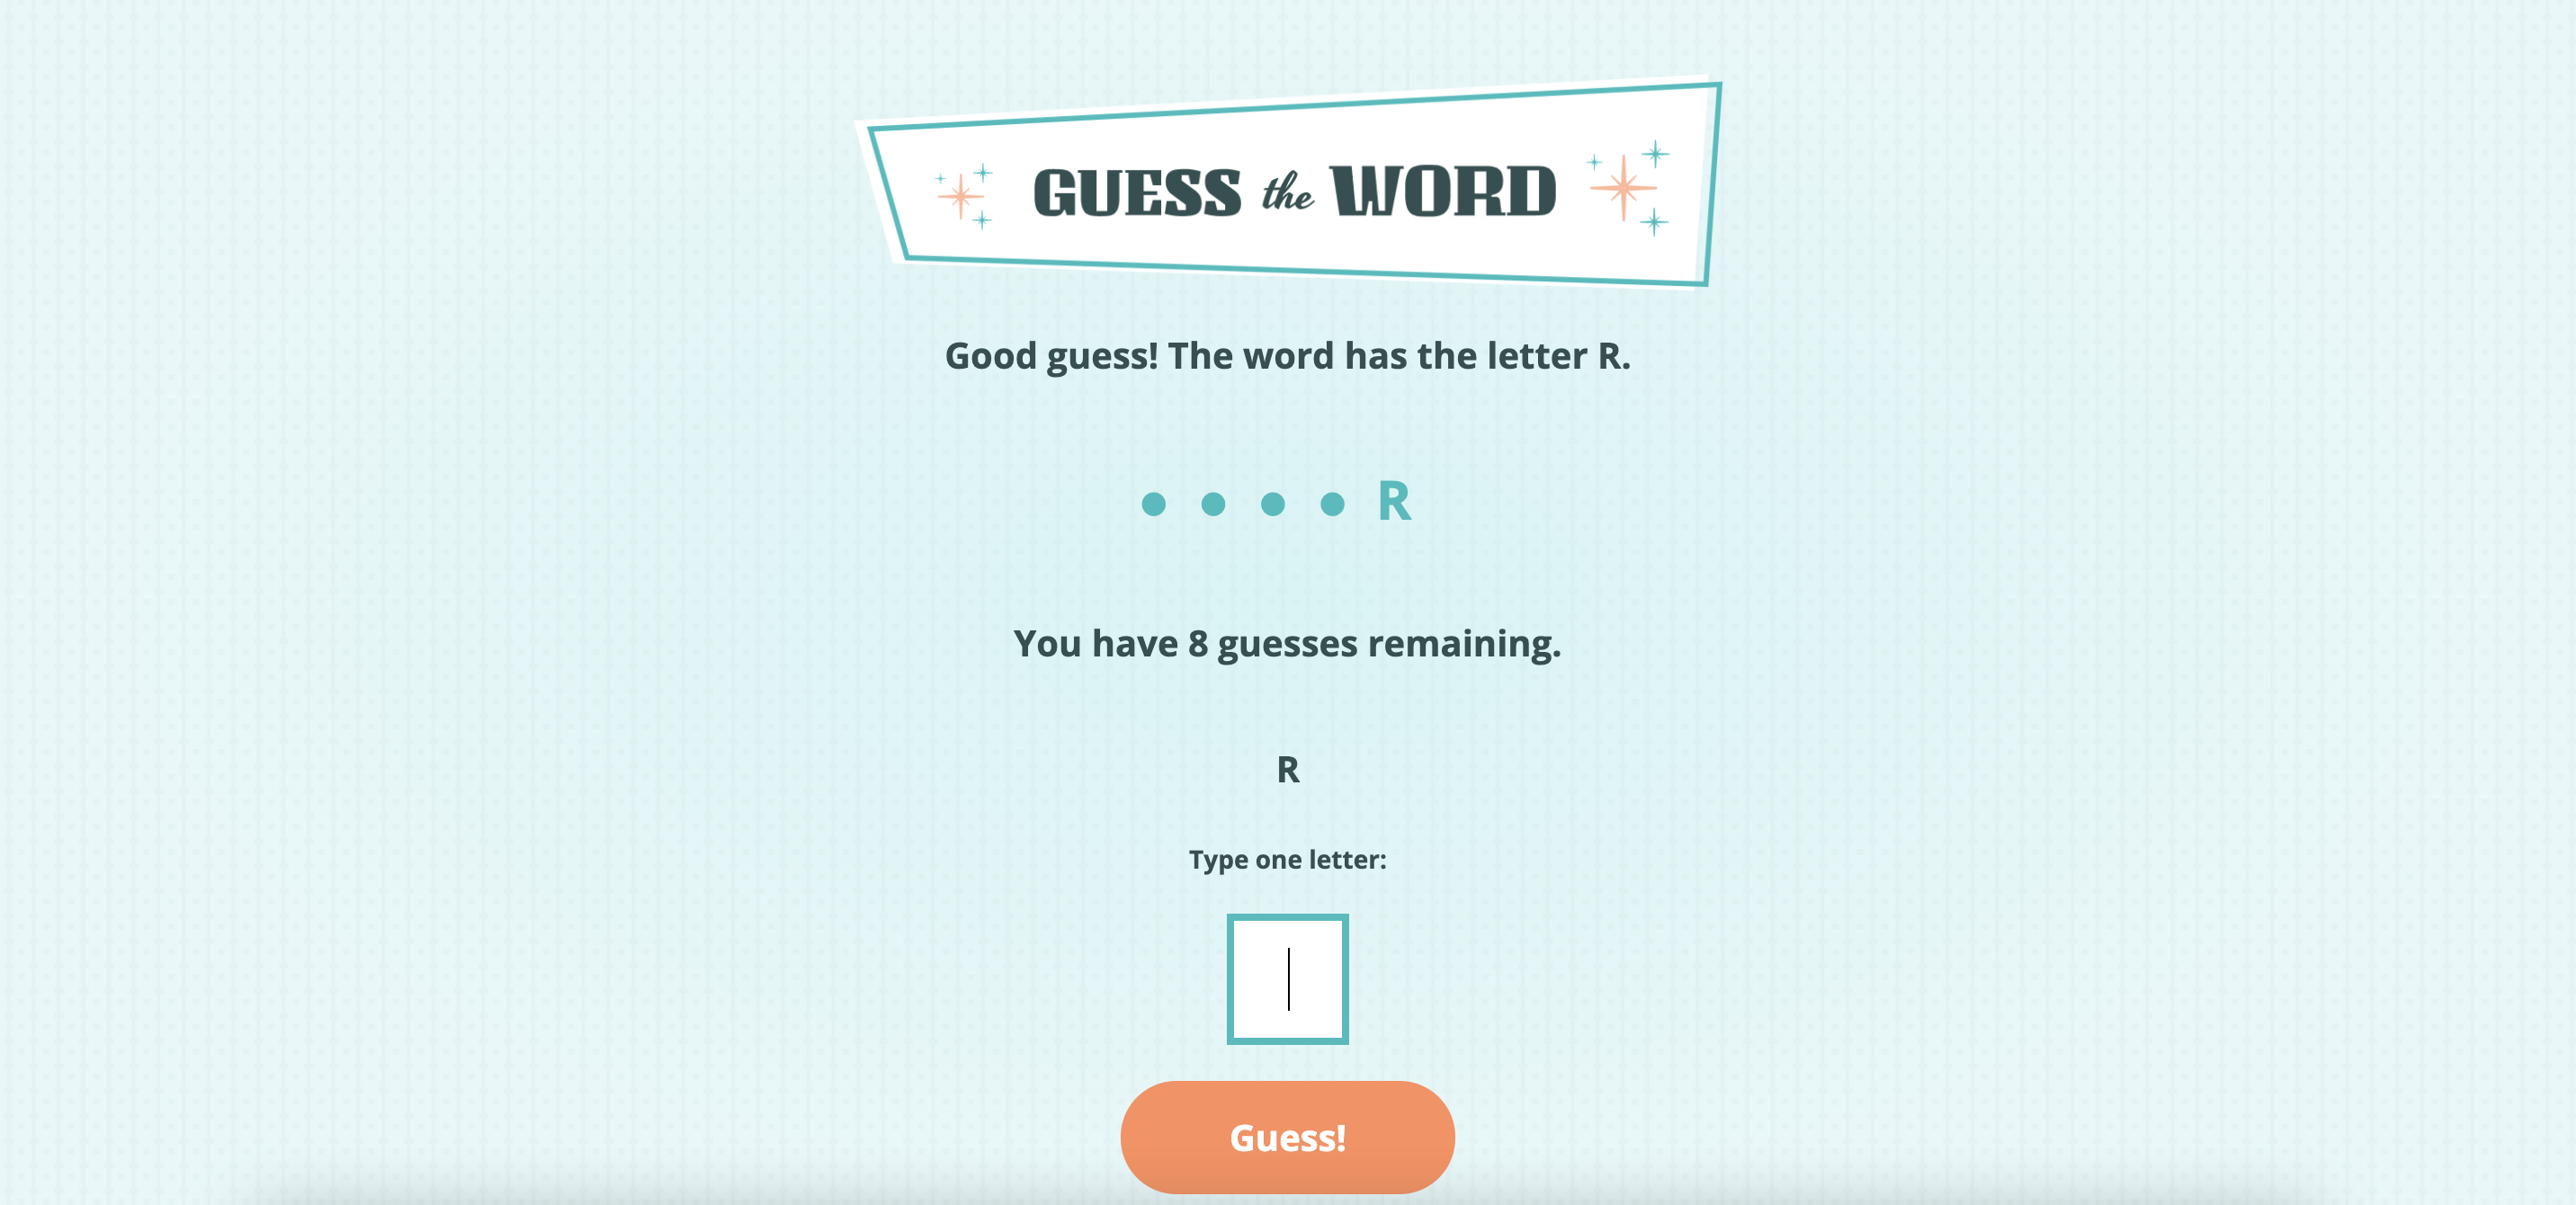 GUESS the WORD
Good guess! The word has the letter R.
● ● ● ● R
You have 8 guesses remaining.
R
Type one letter:
Guess!